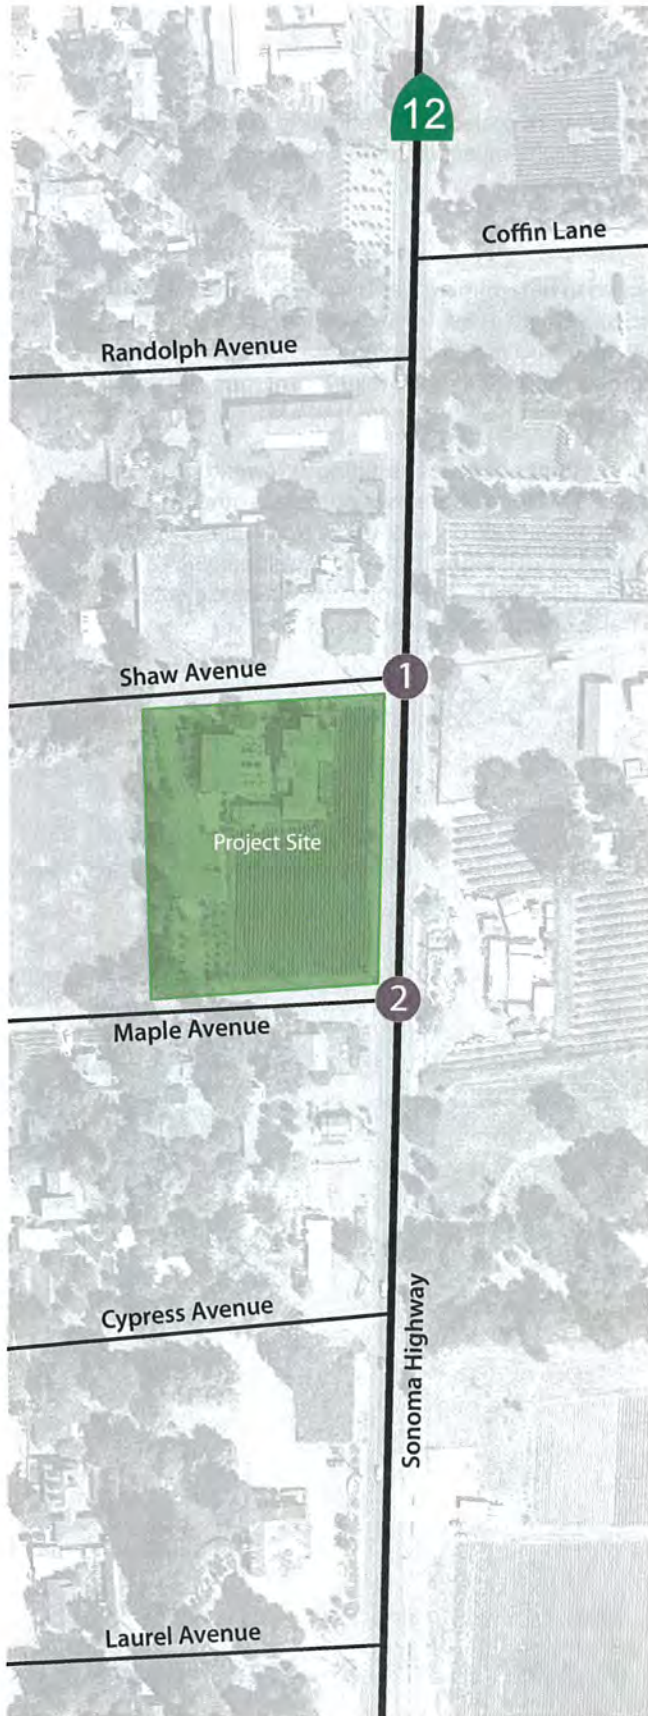 12
Coffin Lane
Randolph Avenue
Shaw Avenue
1
Project Site
2
Maple Avenue
Cypress Avenue
Sonoma Highway
Laurel Avenue